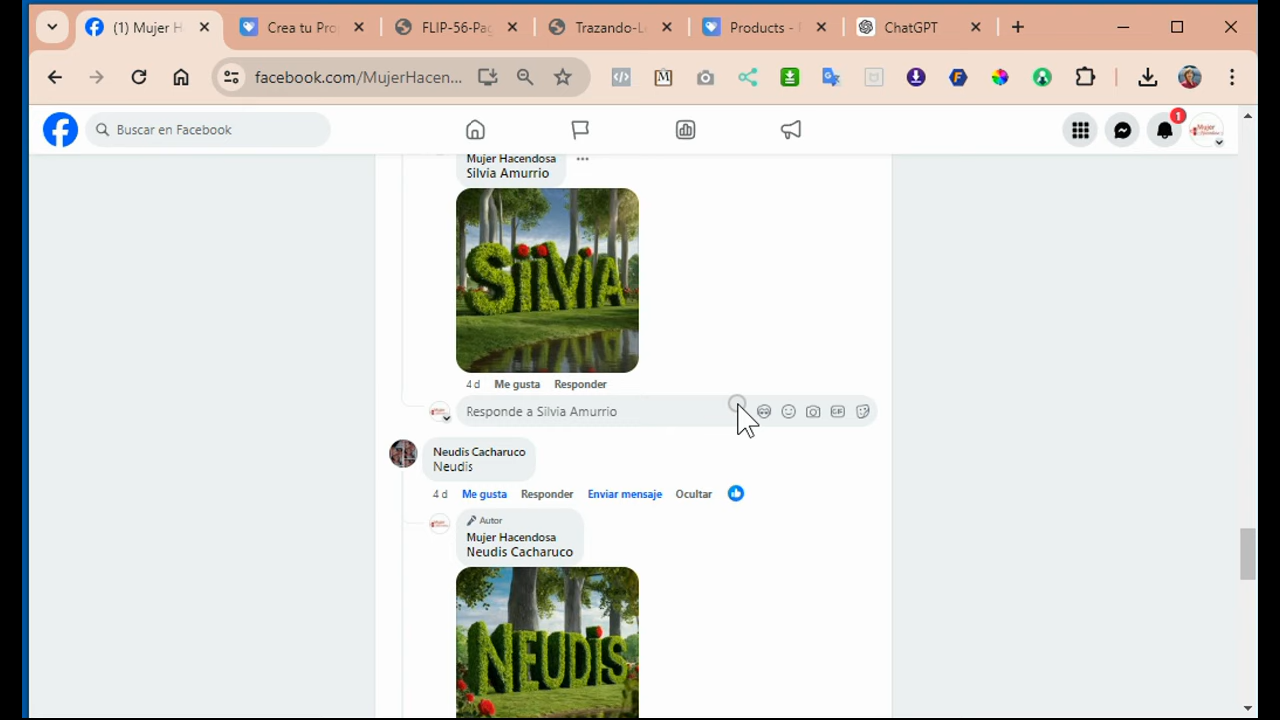 (1) Mujer H
Crea tu Pro
FLIP-56-Pag
Trazando-L
Products -
ChatGPT
facebook.com/MujerHacen...
Buscar en Facebook
1
Mujer Hacendosa
Silvia Amurrio
SILVIA
4 d Me gusta Responder
Responde a Silvia Amurrio
GIF
Neudis Cacharuco
Neudis
4 d Me gusta Responder Enviar mensaje Ocultar
Autor
Mujer Hacendosa
Neudis Cacharuco
NEUDIS